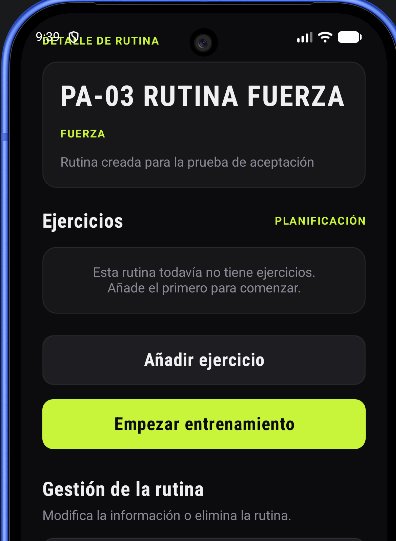 9:39
DETALLE DE RUTINA
PA-03 RUTINA FUERZA
FUERZA
Rutina creada para la prueba de aceptación
Ejercicios
PLANIFICACIÓN
Esta rutina todavía no tiene ejercicios.
Añade el primero para comenzar.
Añadir ejercicio
Empezar entrenamiento
Gestión de la rutina
Modifica la información o elimina la rutina.